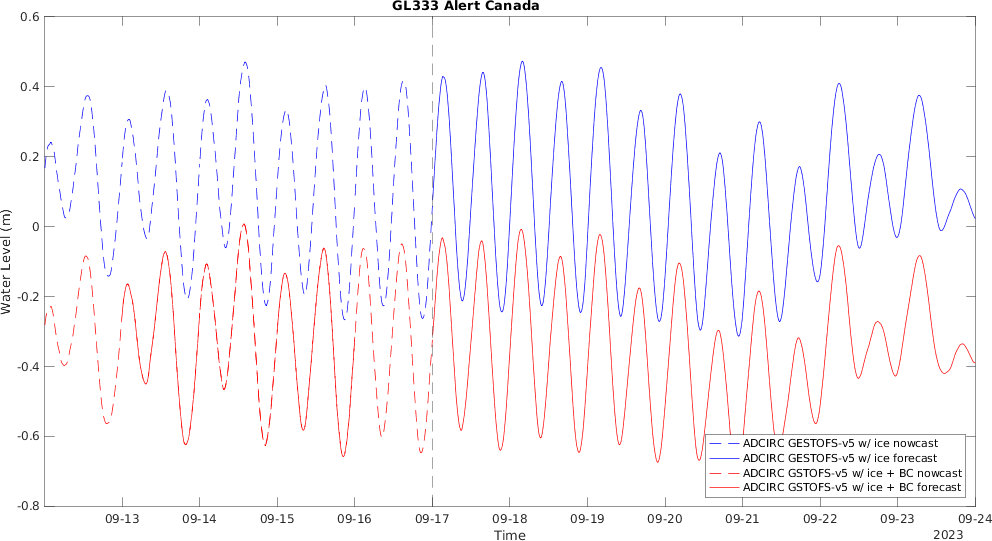 GL333 Alert Canada
0.6
0.4
0.2
0
-0.2
-0.4
-0.6
-0.8
Water Level (m)
ADCIRC GESTOFS-v5 w/ ice nowcast
ADCIRC GESTOFS-v5 w/ ice forecast
ADCIRC GSTOFS-v5 w/ ice + BC nowcast
ADCIRC GSTOFS-v5 w/ ice + BC forecast
09-13 09-14 09-15 09-16 09-17 09-18 09-19 09-20 09-21 09-22 09-23 09-24
Time
2023